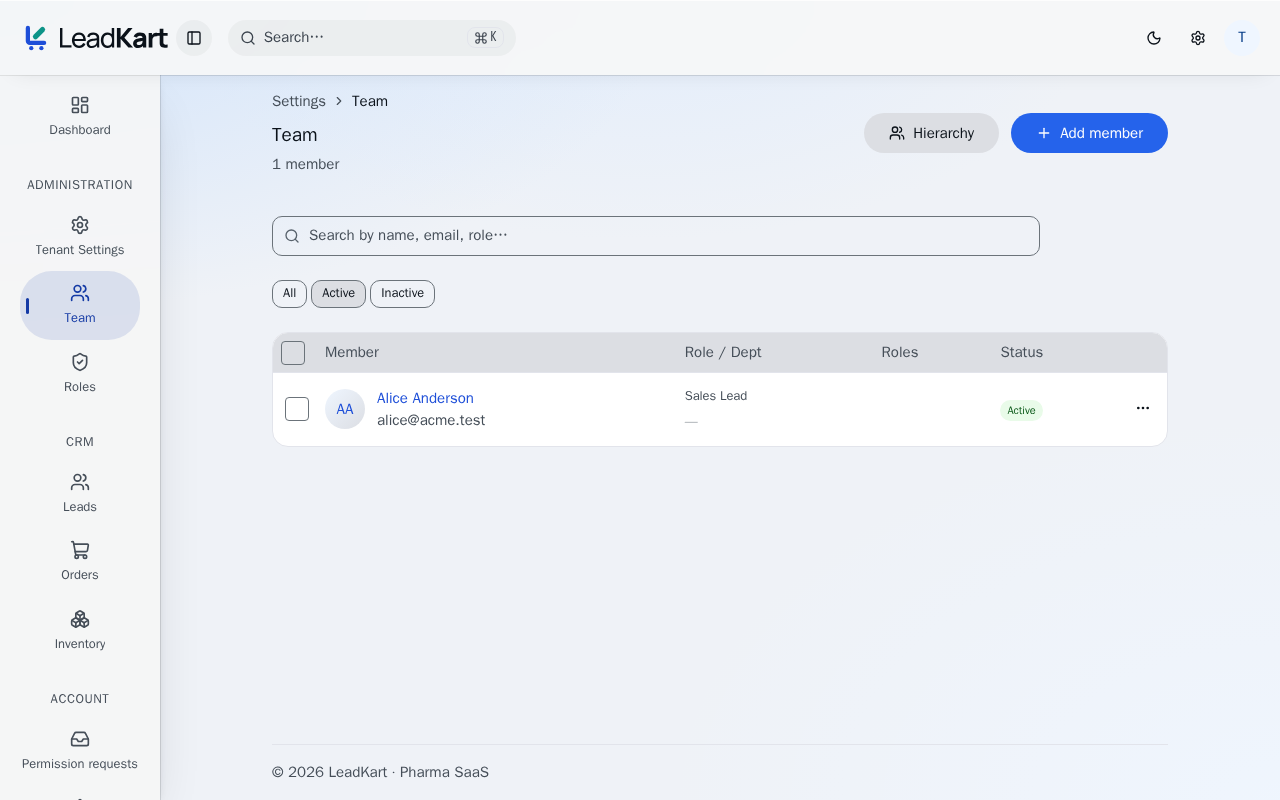 LeadKart
Search…
⌘ K
T
Dashboard
ADMINISTRATION
Tenant Settings
Team
Roles
CRM
Leads
Orders
Inventory
ACCOUNT
Permission requests
Settings > Team
Team
1 member
Hierarchy
+ Add member
Search by name, email, role…
All
Active
Inactive
Member Role / Dept Roles Status
AA
Alice Anderson
alice@acme.test
Sales Lead
—
Active
© 2026 LeadKart · Pharma SaaS